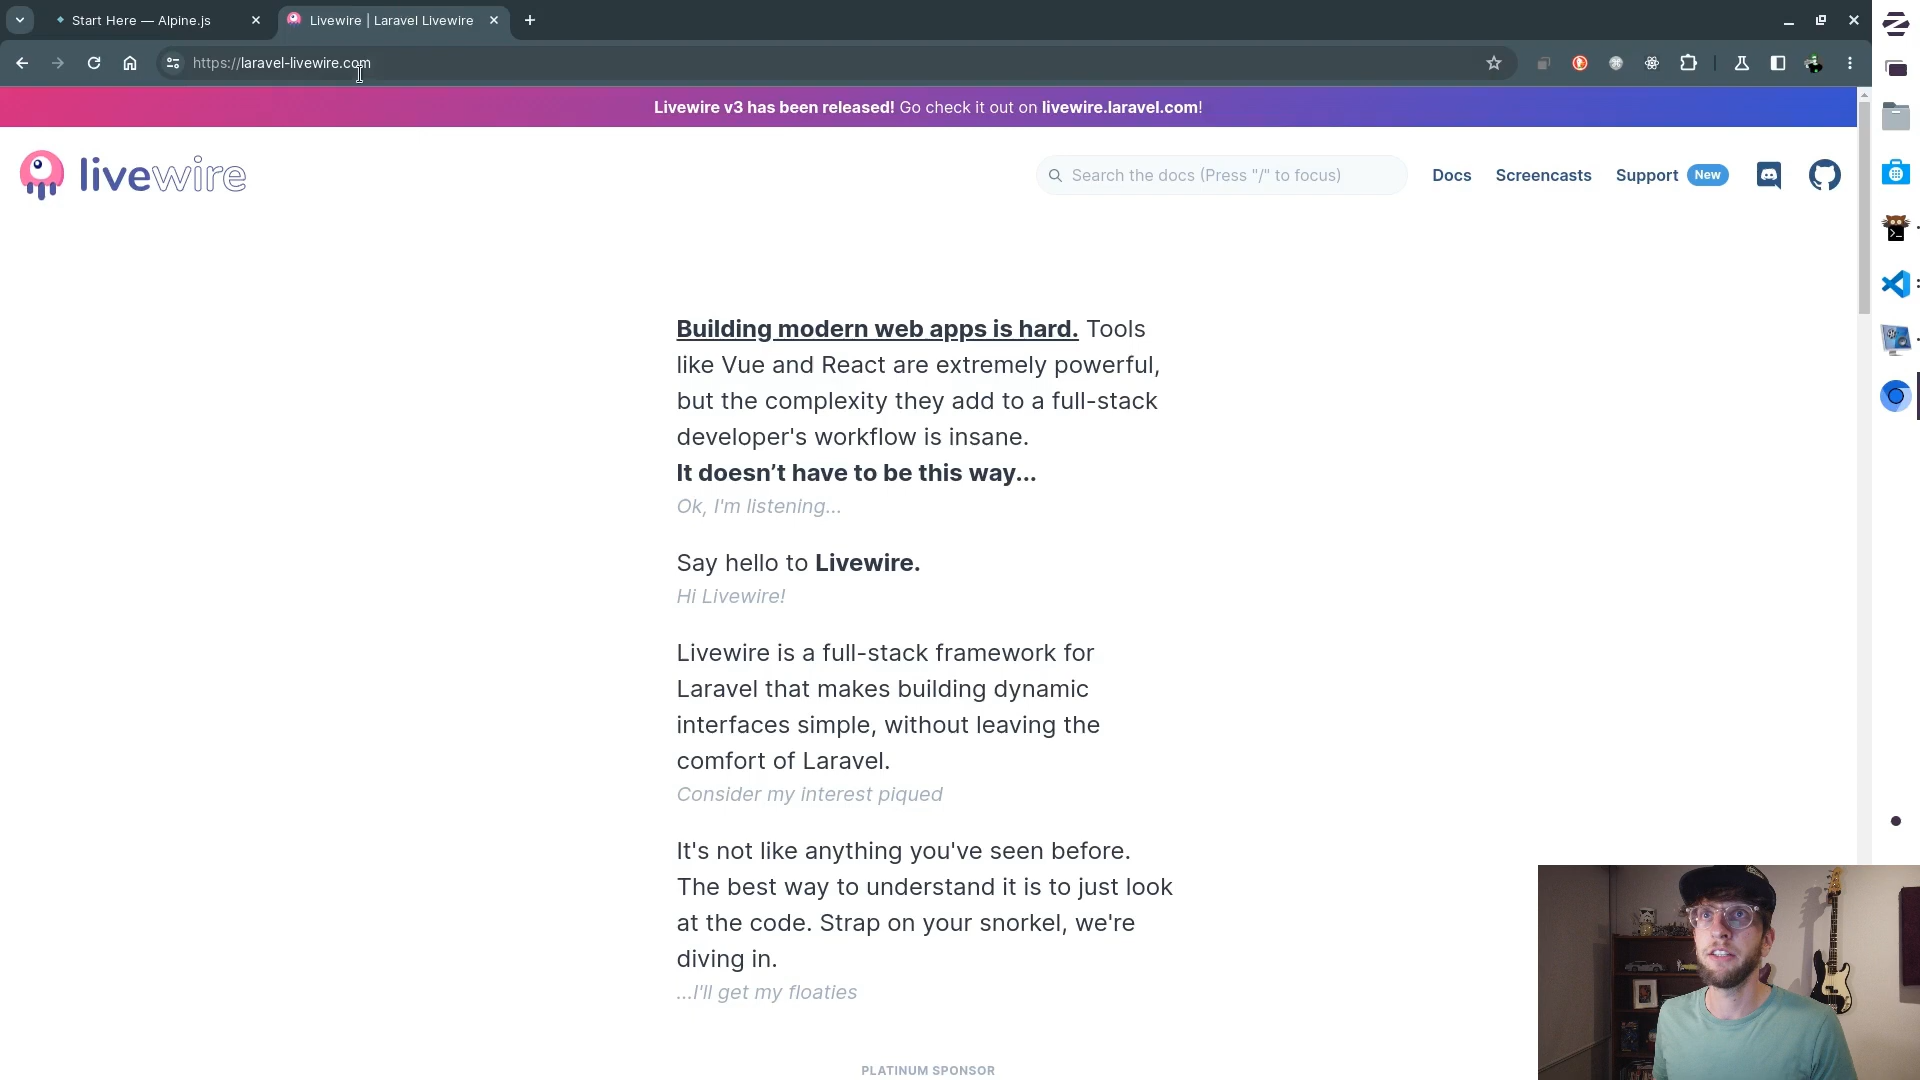 Start Here — Alpine.js
Livewire | Laravel Livewire
https://laravel-livewire.com
Livewire v3 has been released! Go check it out on livewire.laravel.com!
livewire
Search the docs (Press "/" to focus)
Docs
Screencasts
Support
New
Building modern web apps is hard. Tools
like Vue and React are extremely powerful,
but the complexity they add to a full-stack
developer's workflow is insane.
It doesn’t have to be this way...
Ok, I'm listening...
Say hello to Livewire.
Hi Livewire!
Livewire is a full-stack framework for
Laravel that makes building dynamic
interfaces simple, without leaving the
comfort of Laravel.
Consider my interest piqued
It's not like anything you've seen before.
The best way to understand it is to just look
at the code. Strap on your snorkel, we're
diving in.
...I'll get my floaties
PLATINUM SPONSOR